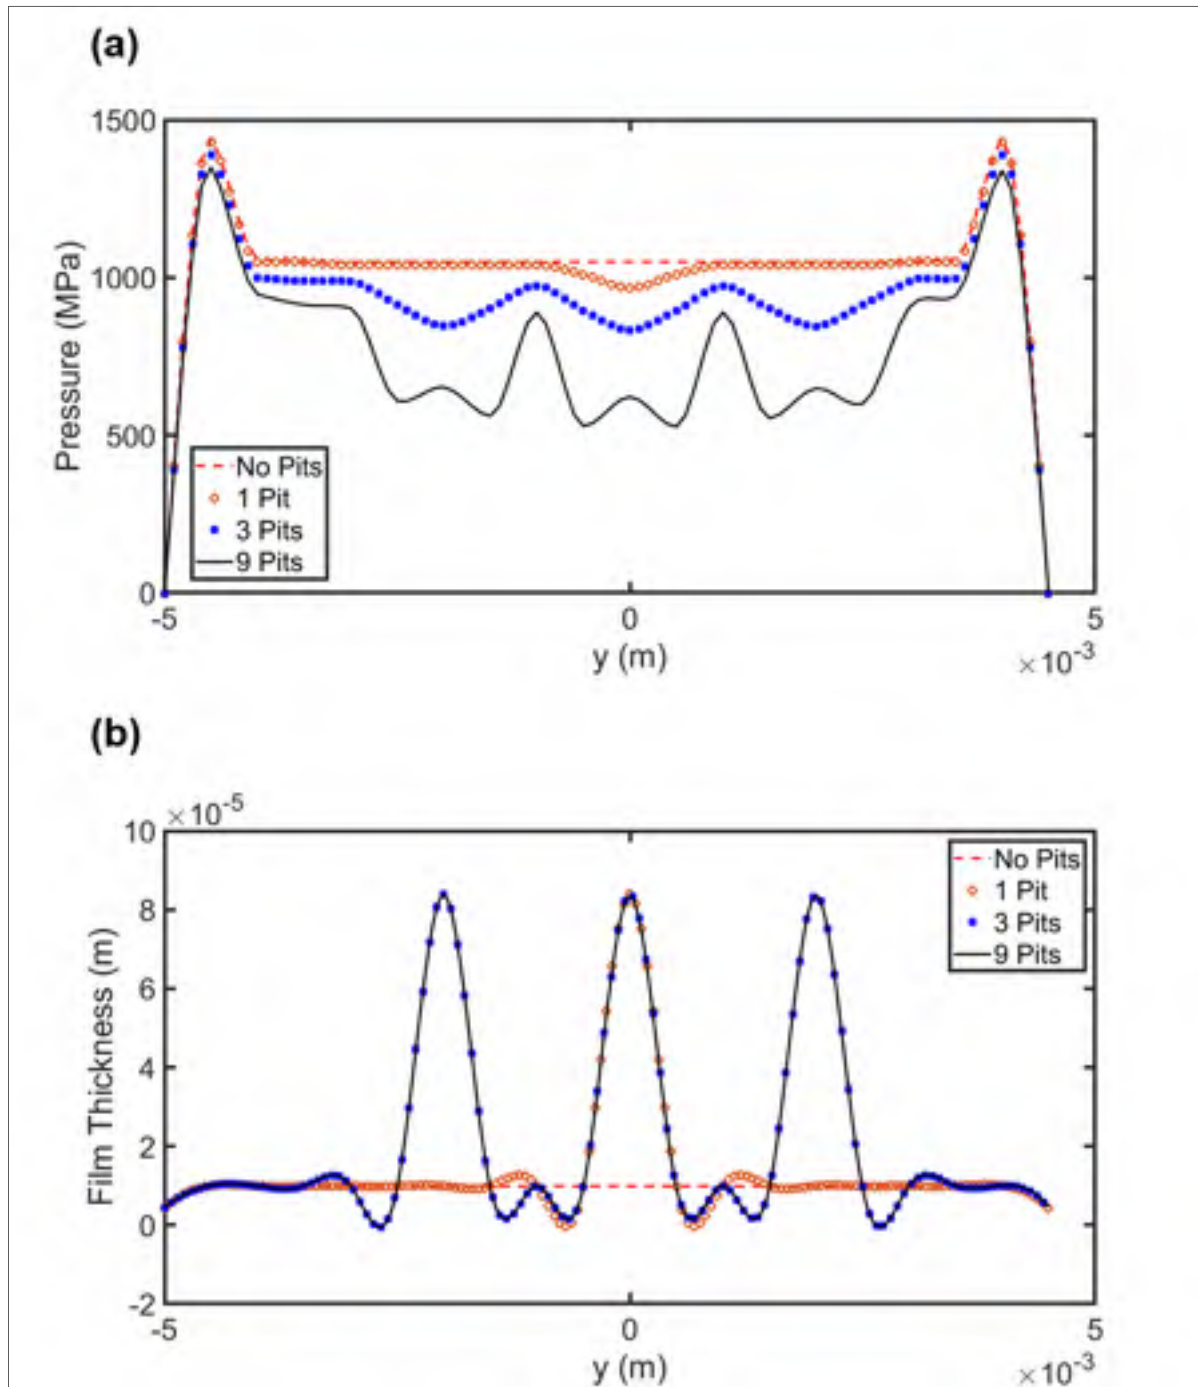 (a)
1500
1000
500
0
Pressure (MPa)
No Pits
1 Pit
3 Pits
9 Pits
-5
0
5
y (m)
×10-3
(b)
×10-5
10
8
6
4
2
0
-2
Film Thickness (m)
No Pits
1 Pit
3 Pits
9 Pits
-5
0
5
y (m)
×10-3